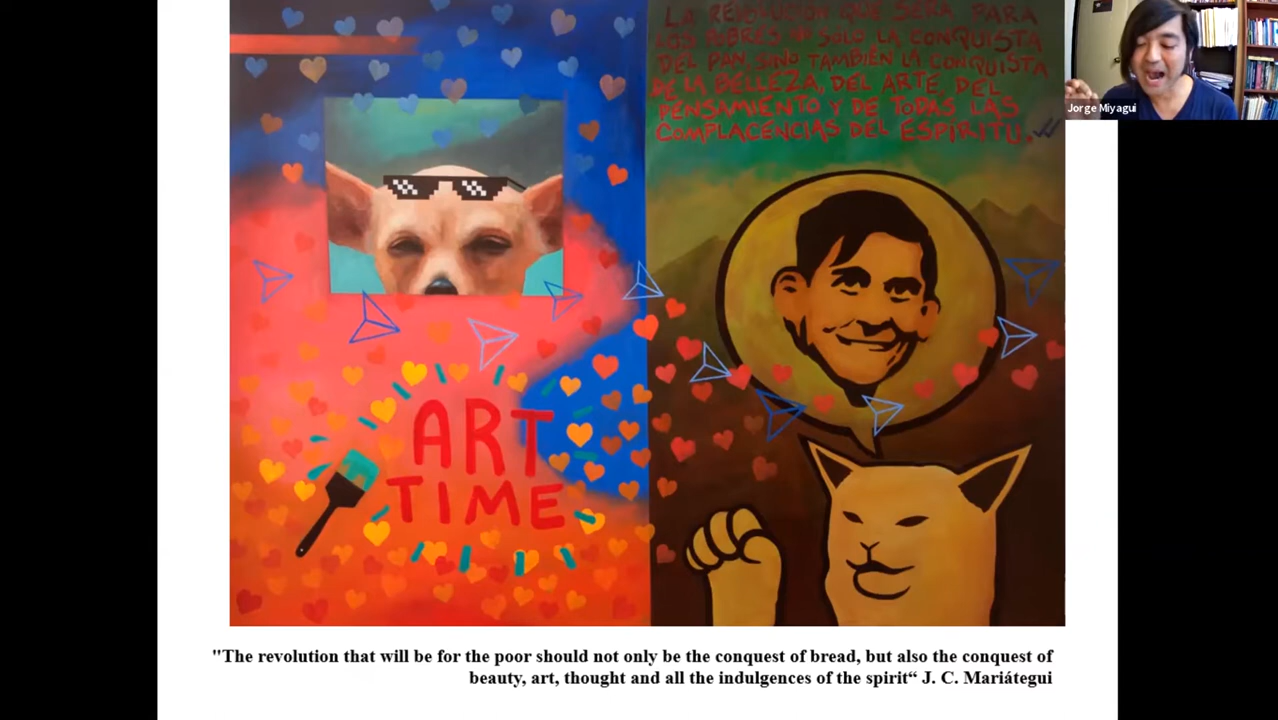 LA REVOLUCIÓN QUE SERÁ PARA
LOS POBRES NO SOLO LA CONQUISTA
DEL PAN, SINO TAMBIÉN LA CONQUISTA
DE LA BELLEZA, DEL ARTE, DEL
PENSAMIENTO Y DE TODAS LAS
COMPLACENCIAS DEL ESPÍRITU.
Jorge Miyagui
ART
TIME
"The revolution that will be for the poor should not only be the conquest of bread, but also the conquest of
beauty, art, thought and all the indulgences of the spirit“ J. C. Mariátegui